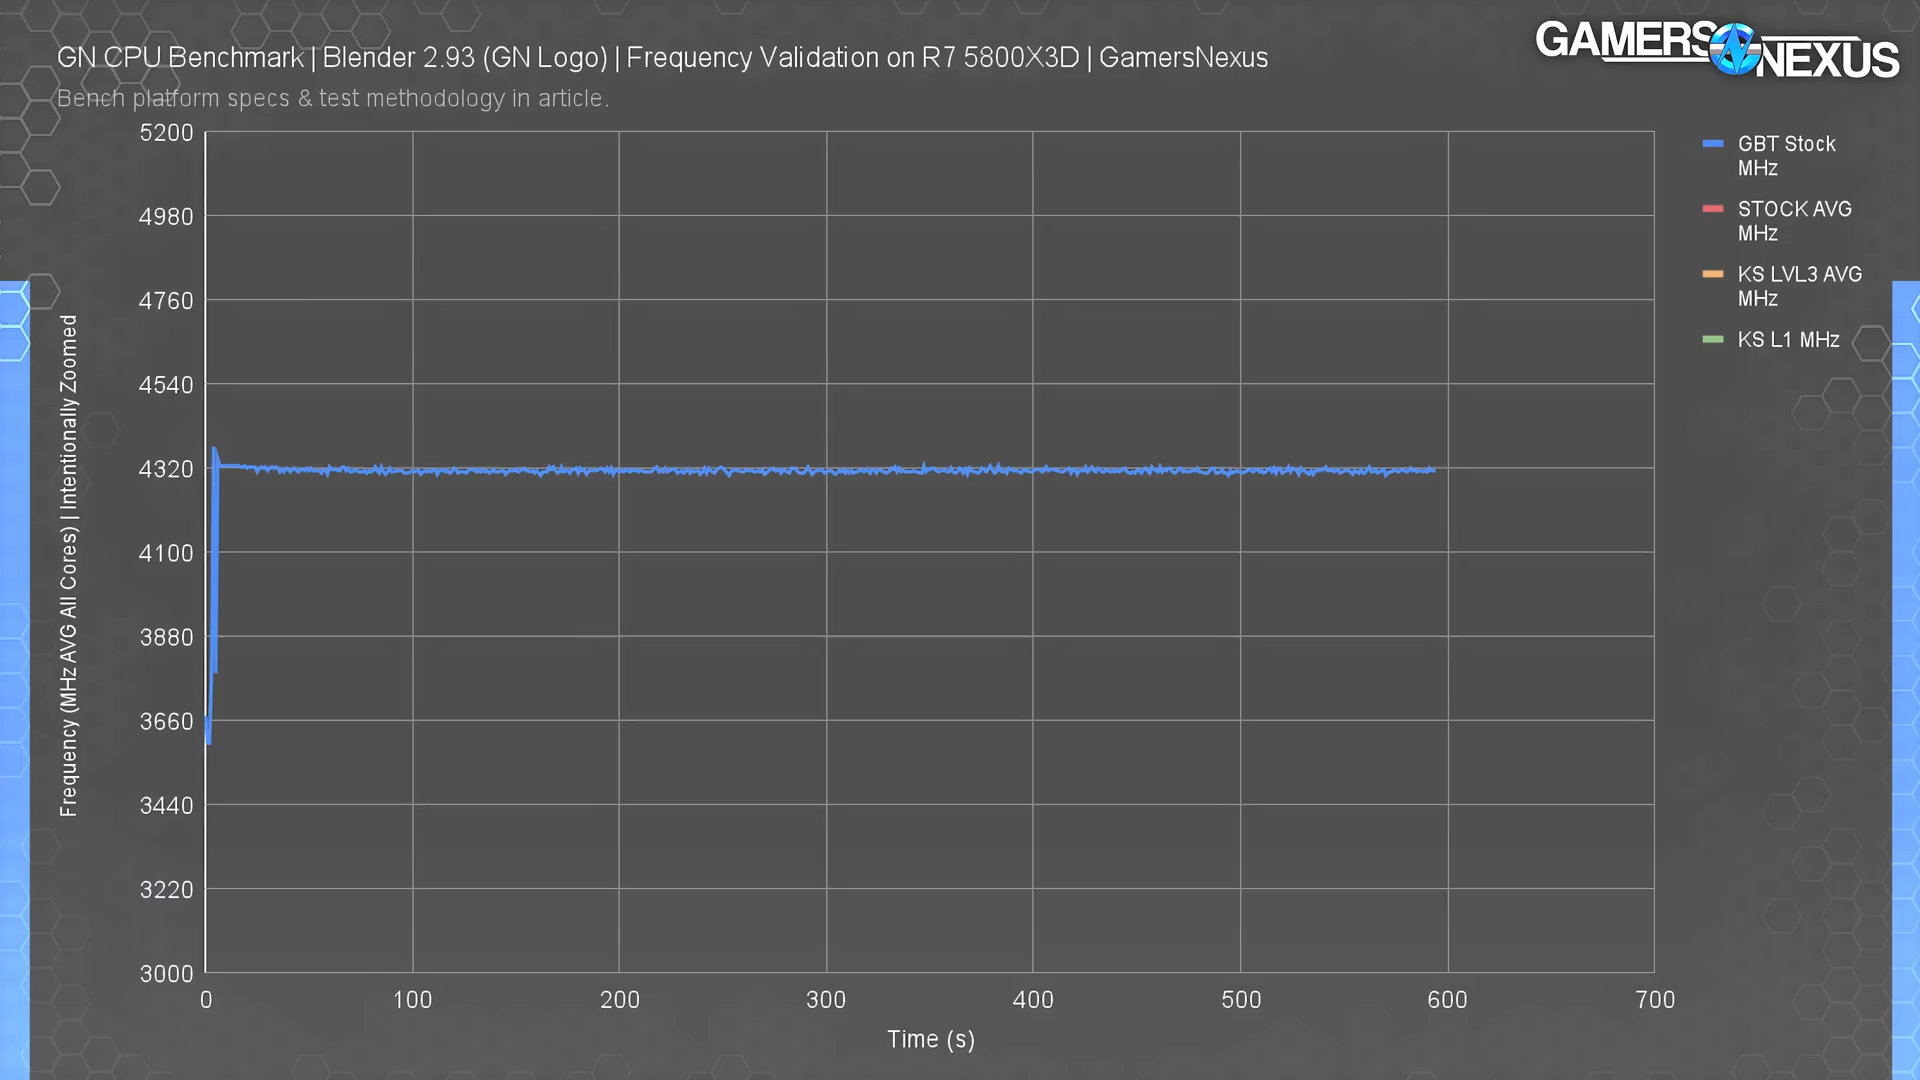 GN CPU Benchmark | Blender 2.93 (GN Logo) | Frequency Validation on R7 5800X3D | GamersNexus
Bench platform specs & test methodology in article.
GAMERS NEXUS
GBT Stock
MHz
STOCK AVG
MHz
KS LVL3 AVG
MHz
KS L1 MHz
Frequency (MHz AVG All Cores) | Intentionally Zoomed
5200
4980
4760
4540
4320
4100
3880
3660
3440
3220
3000
0 100 200 300 400 500 600 700
Time (s)